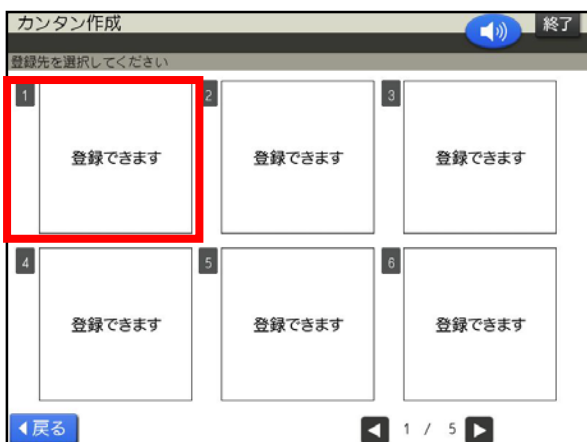 カンタン作成
終了
登録先を選択してください
1 登録できます
2 登録できます
3 登録できます
4 登録できます
5 登録できます
6 登録できます
戻る
1 / 5